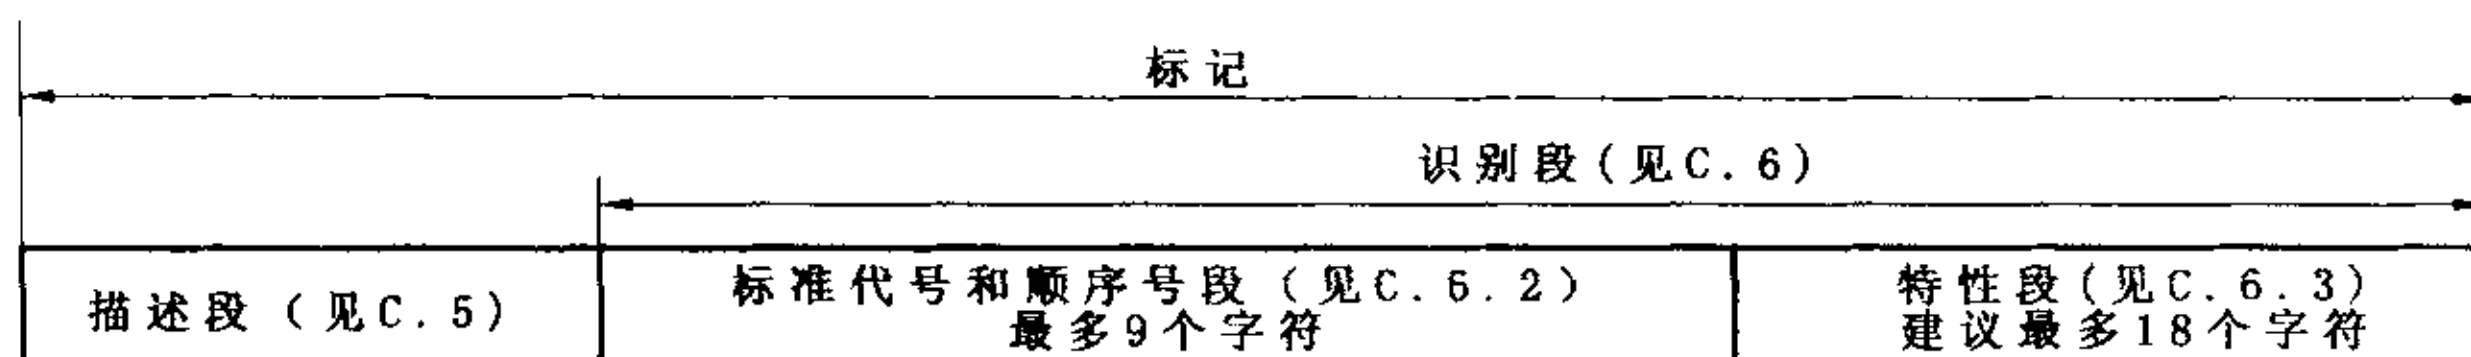 标记
识别段(见C.6)
描述段(见C.5)
标准代号和顺序号段(见C.6.2)
最多9个字符
特性段(见C.6.3)
建议最多18个字符